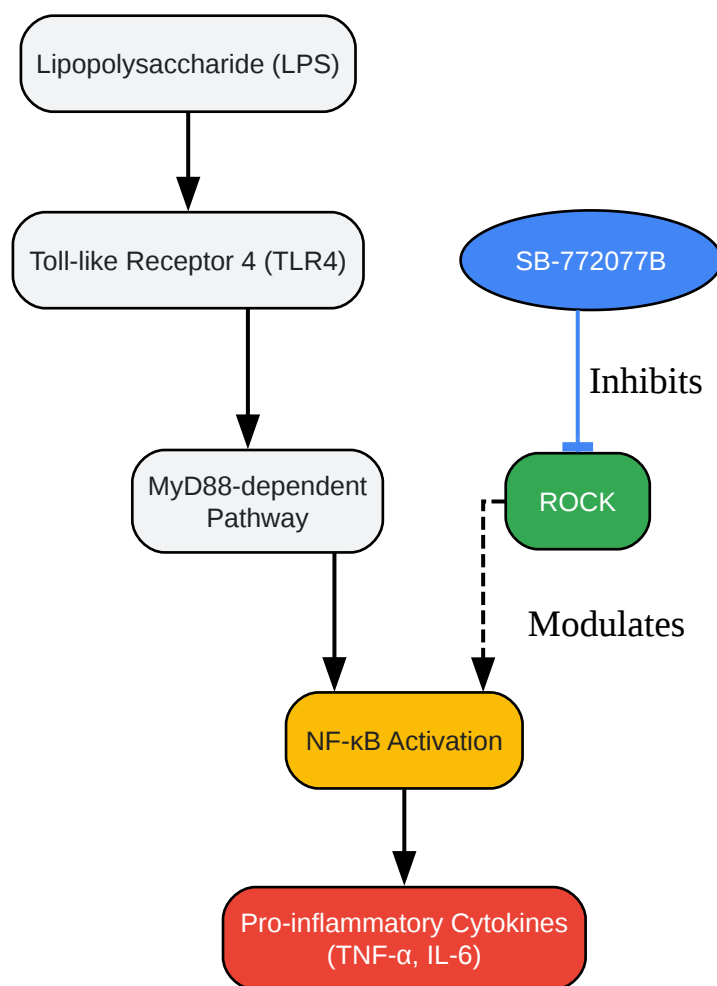 Lipopolysaccharide (LPS)
Toll-like Receptor 4 (TLR4)
SB-772077B
Inhibits
MyD88-dependent
Pathway
ROCK
Modulates
NF-κB Activation
Pro-inflammatory Cytokines
(TNF-α, IL-6)